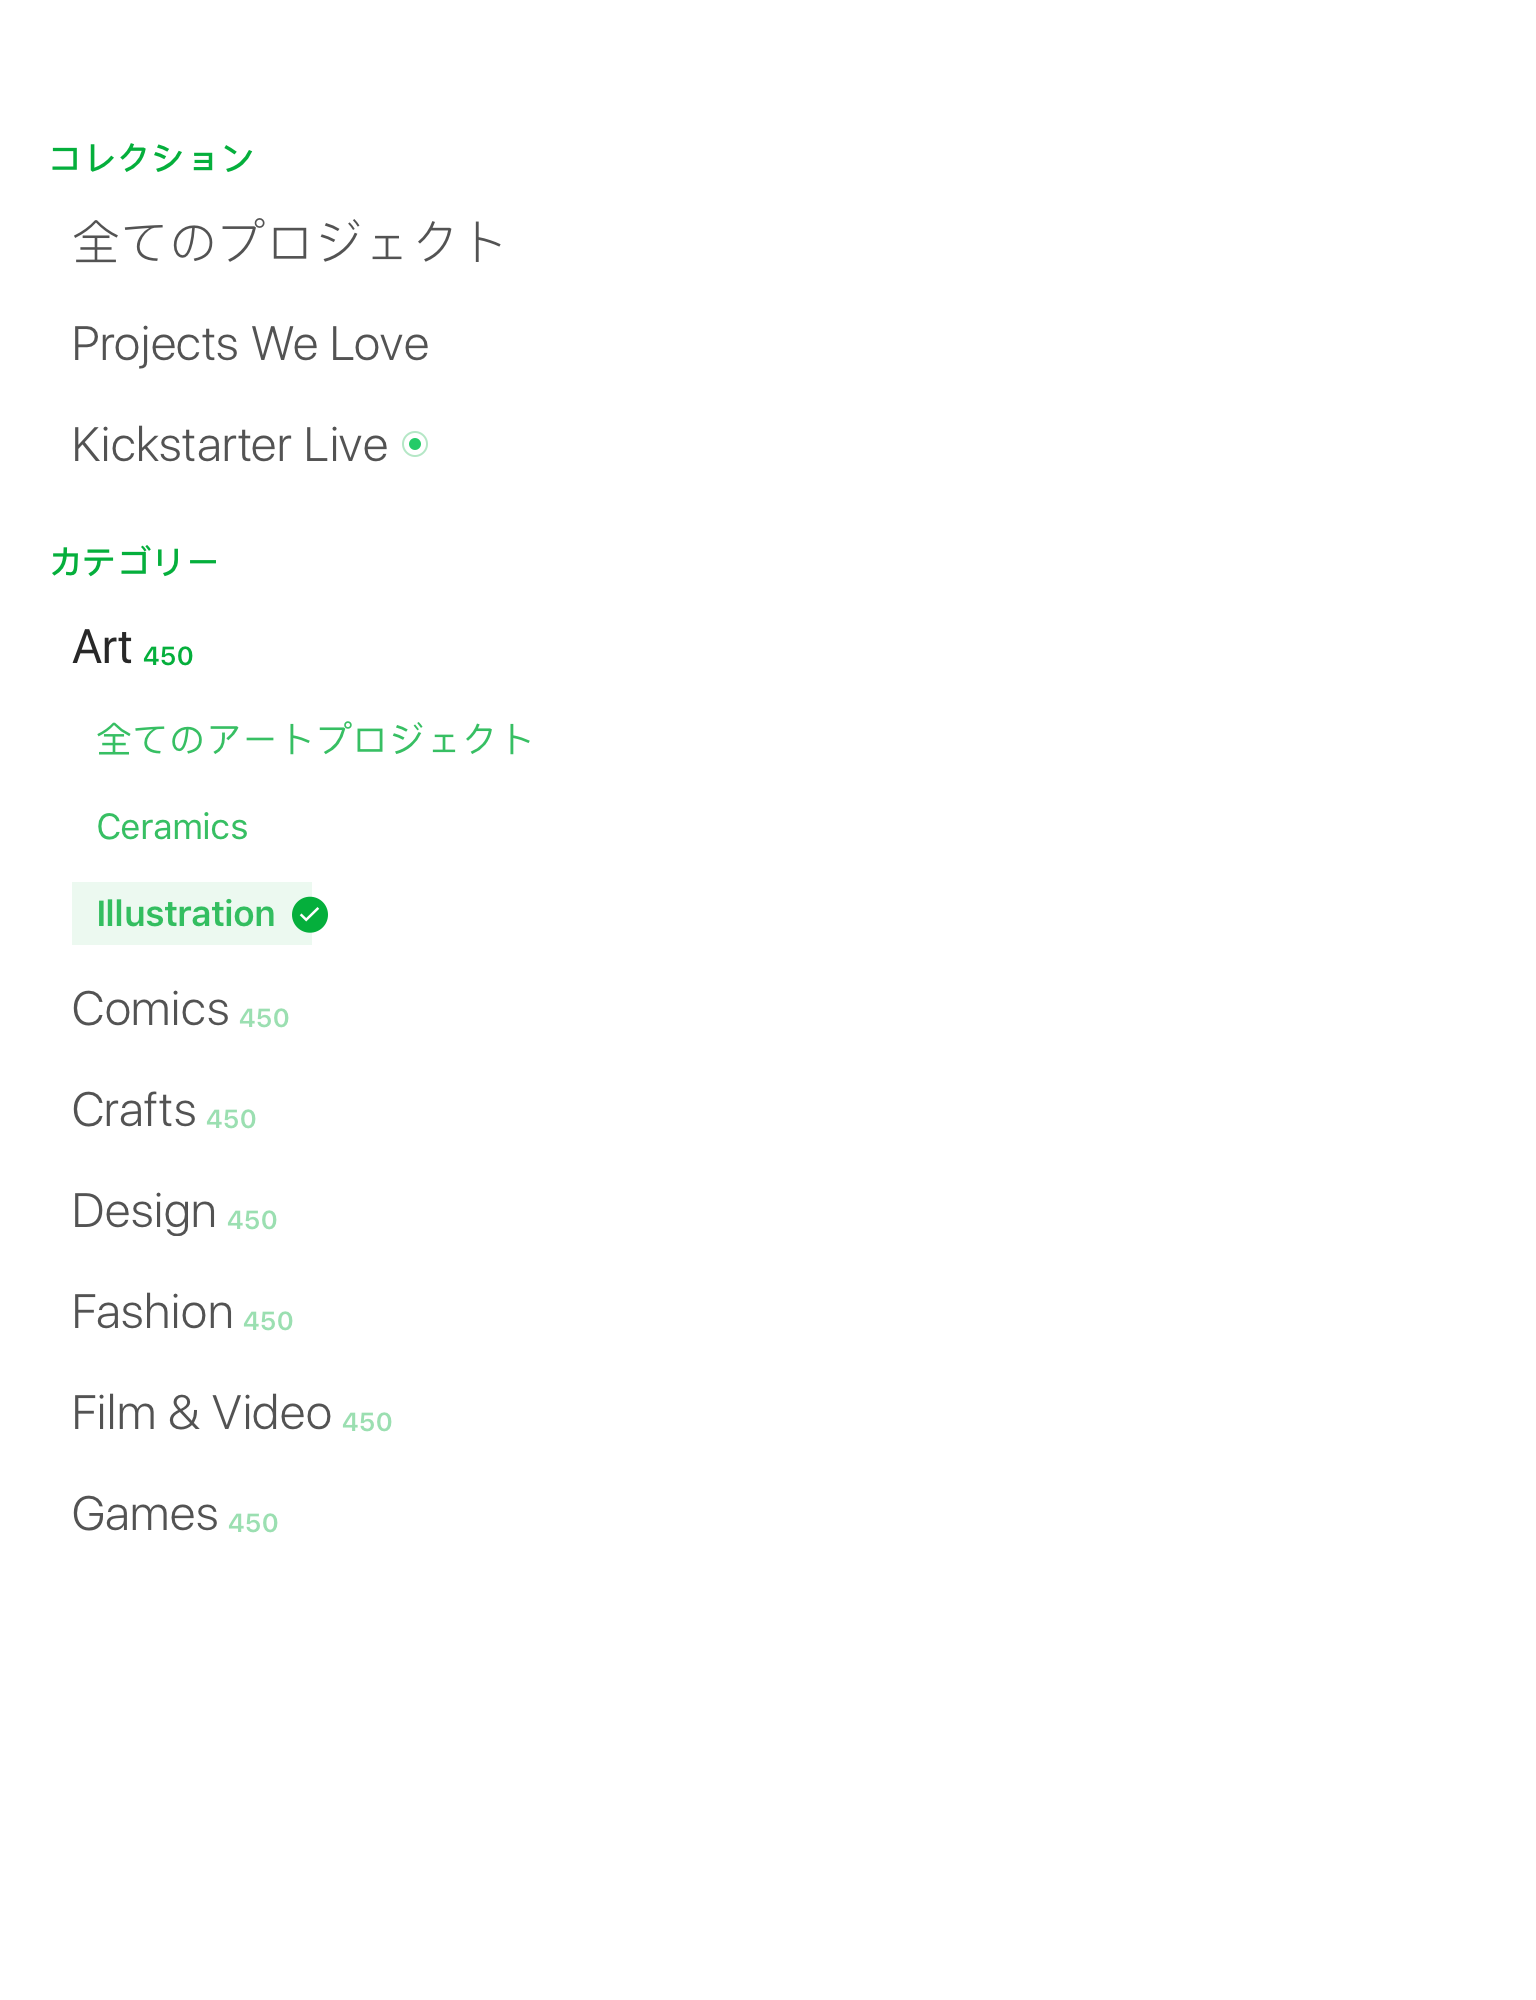 コレクション
全てのプロジェクト
Projects We Love
Kickstarter Live
カテゴリー
Art 450
全てのアートプロジェクト
Ceramics
Illustration
Comics 450
Crafts 450
Design 450
Fashion 450
Film & Video 450
Games 450